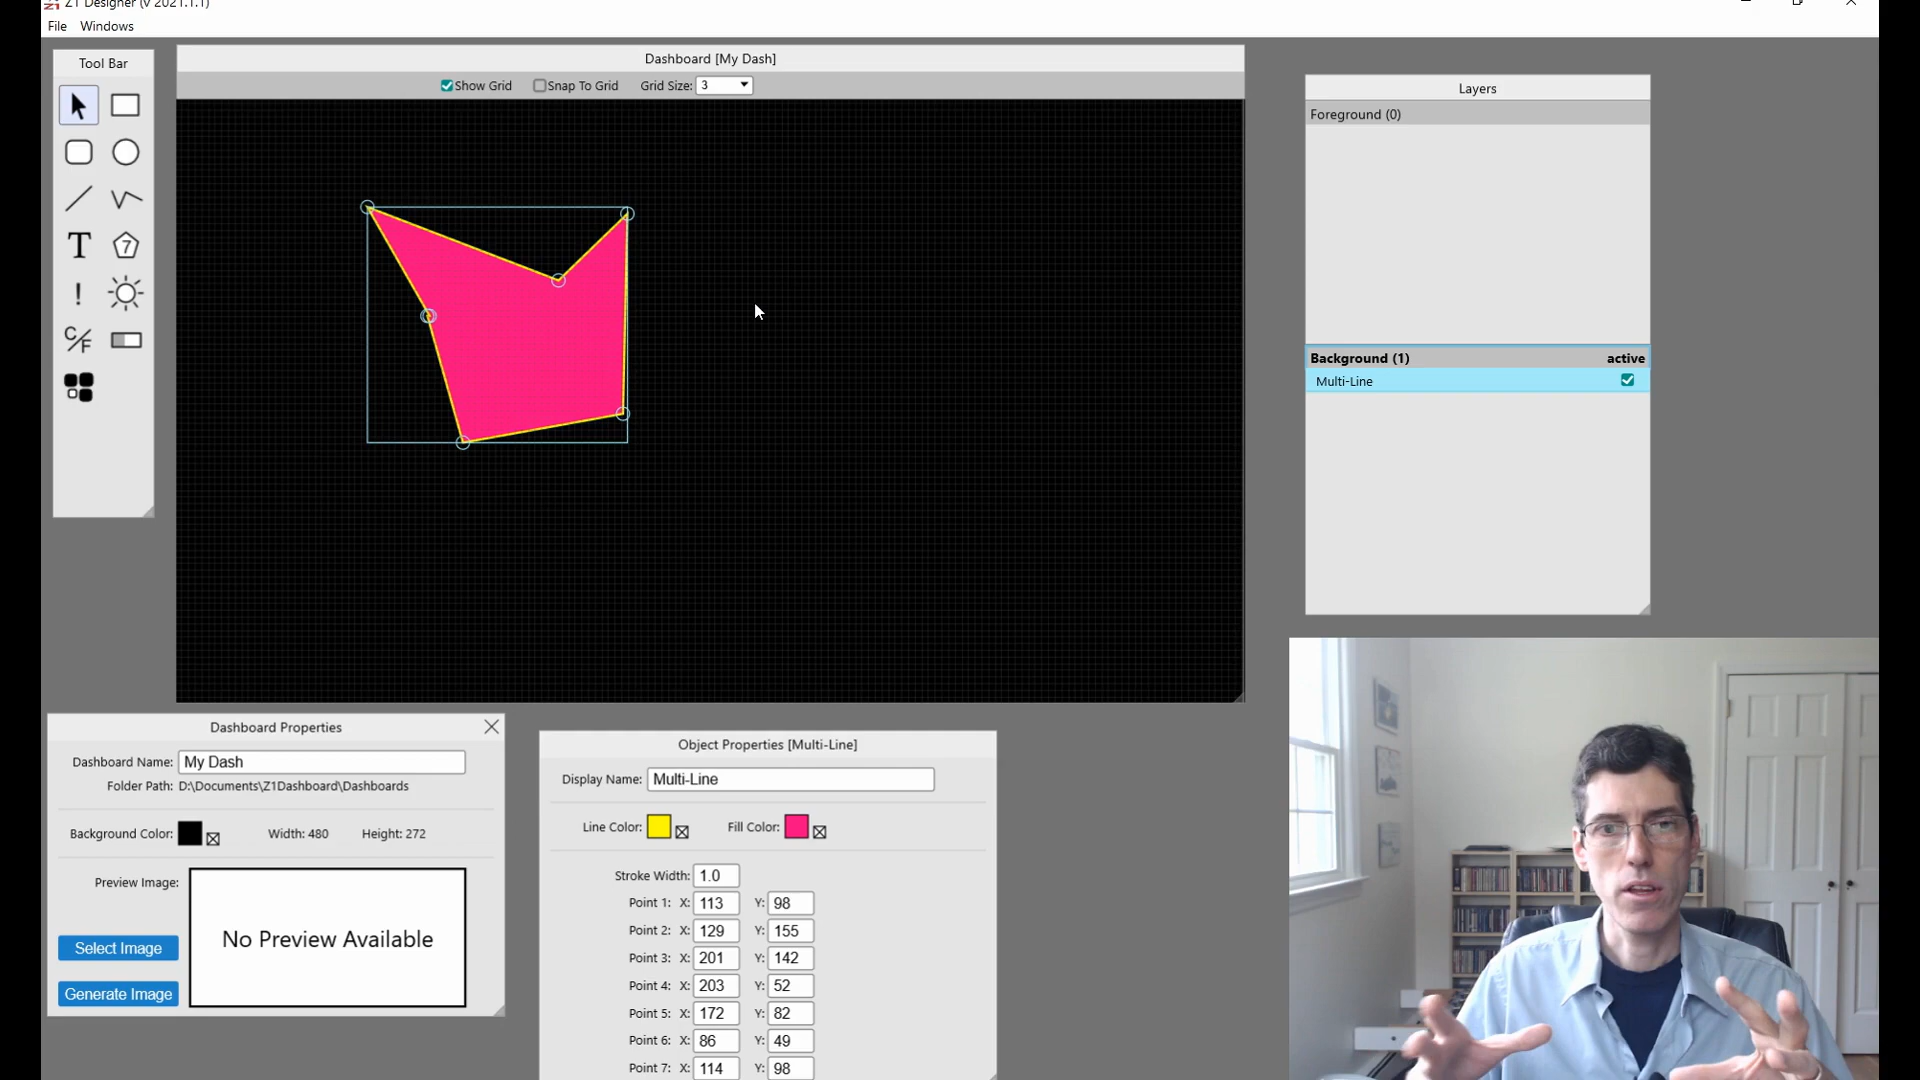 Z1 Designer (v 2021.1.1)
File Windows
Tool Bar
T 7
!
C/F
Dashboard [My Dash]
Show Grid Snap To Grid Grid Size: 3
Layers
Foreground (0)
Background (1) active
Multi-Line
Dashboard Properties
Dashboard Name: My Dash
Folder Path: D:\Documents\Z1Dashboard\Dashboards
Background Color: Width: 480 Height: 272
Preview Image:
No Preview Available
Select Image
Generate Image
Object Properties [Multi-Line]
Display Name: Multi-Line
Line Color: Fill Color:
Stroke Width: 1.0
Point 1: X: 113 Y: 98
Point 2: X: 129 Y: 155
Point 3: X: 201 Y: 142
Point 4: X: 203 Y: 52
Point 5: X: 172 Y: 82
Point 6: X: 86 Y: 49
Point 7: X: 114 Y: 98